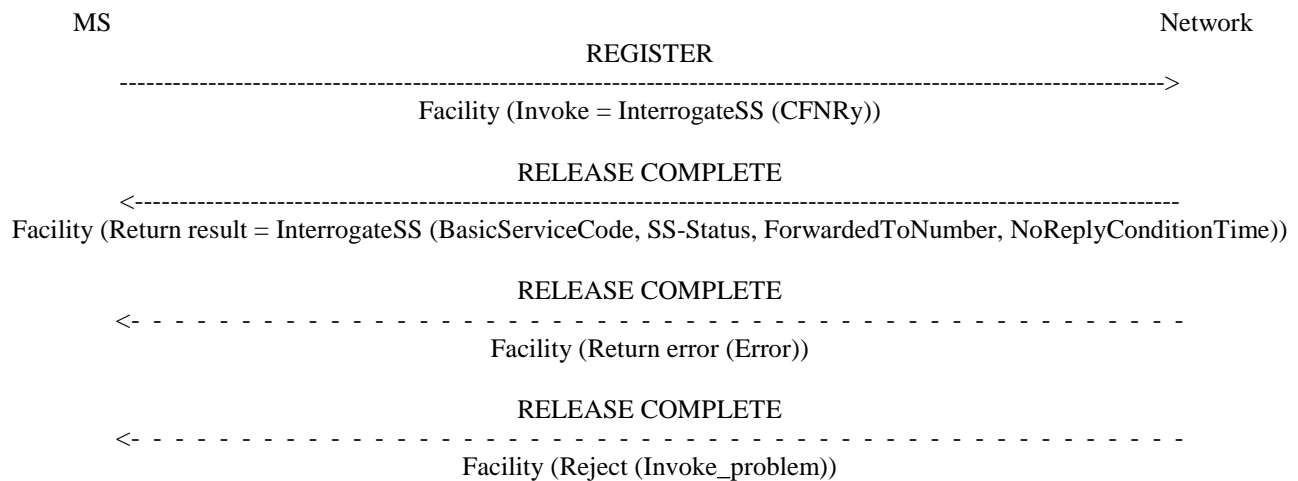 MS Network
REGISTER
Facility (Invoke = InterrogateSS (CFNRy))
RELEASE COMPLETE
Facility (Return result = InterrogateSS (BasicServiceCode, SS-Status, ForwardedToNumber, NoReplyConditionTime))
RELEASE COMPLETE
Facility (Return error (Error))
RELEASE COMPLETE
Facility (Reject (Invoke_problem))